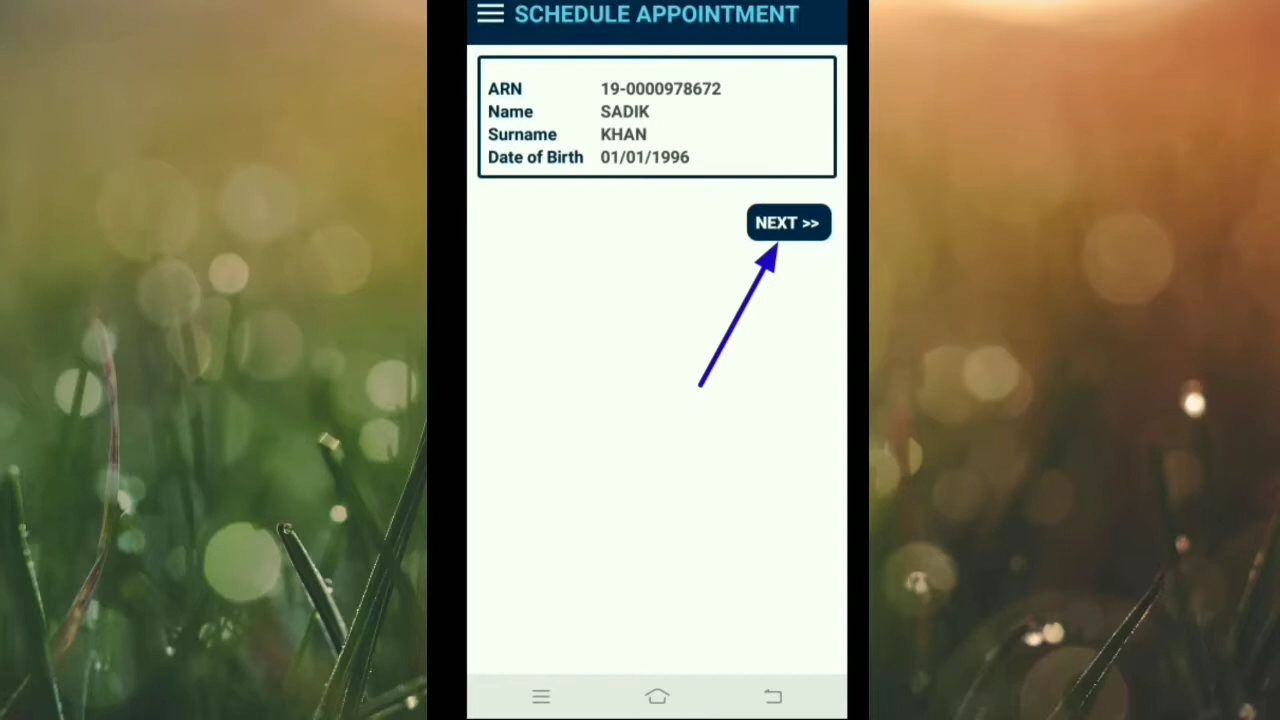 SCHEDULE APPOINTMENT
ARN 19-0000978672
Name SADIK
Surname KHAN
Date of Birth 01/01/1996
NEXT >>